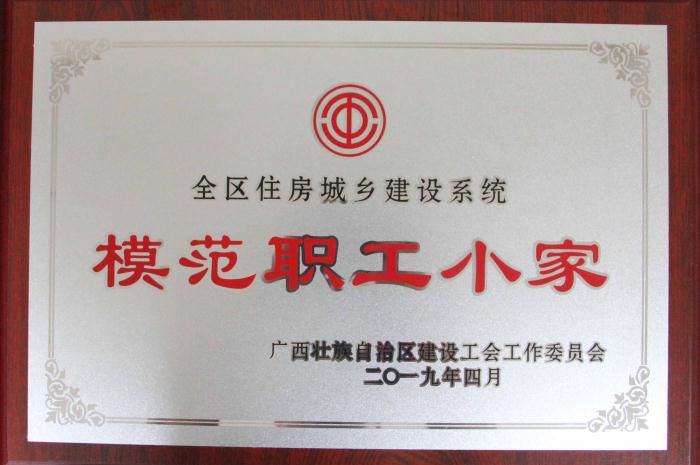 全区住房城乡建设系统
模范职工小家
广西壮族自治区建设工会工作委员会
二〇一九年四月